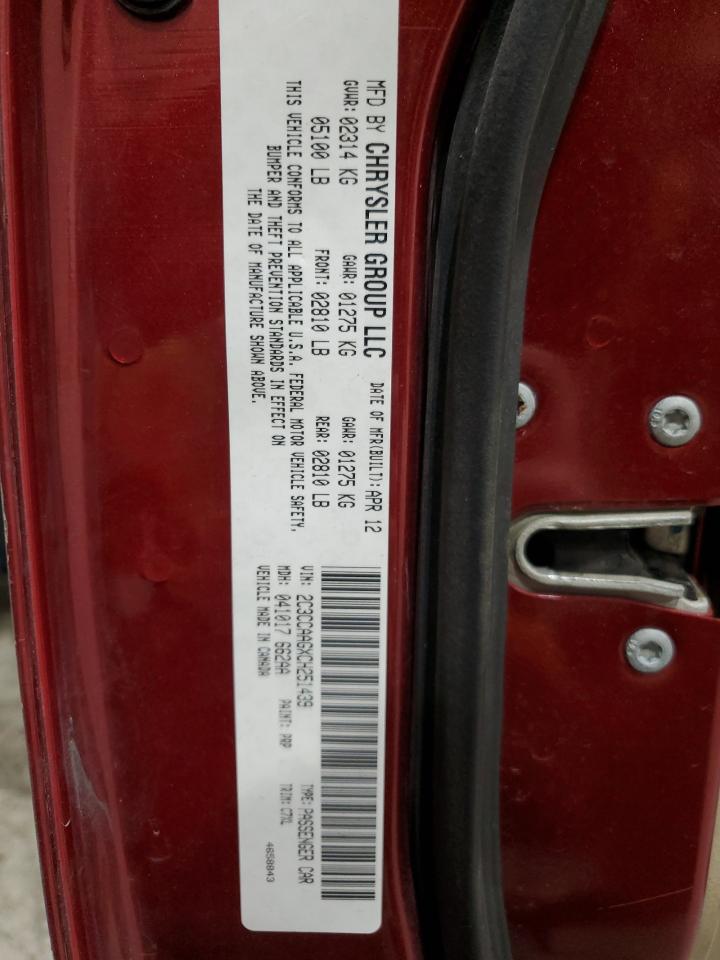 MFD BY CHRYSLER GROUP LLC DATE OF MFR(BUILT): APR 12
GVWR: 02314 KG GAWR: 01275 KG GAWR: 01275 KG
05100 LB FRONT: 02810 LB REAR: 02810 LB
THIS VEHICLE CONFORMS TO ALL APPLICABLE U.S.A. FEDERAL MOTOR VEHICLE SAFETY,
BUMPER AND THEFT PREVENTION STANDARDS IN EFFECT ON
THE DATE OF MANUFACTURE SHOWN ABOVE.
VIN: 2C3CCAAGXCH251439 TYPE: PASSENGER CAR
MDH: 041017 662AA PAINT: PRP TRIM: C7XL
VEHICLE MADE IN CANADA 4658843